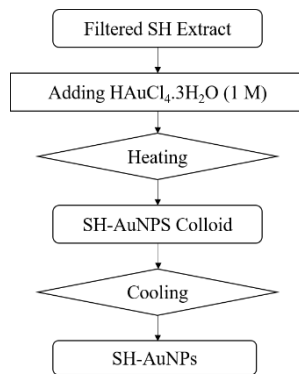 Filtered SH Extract
Adding HAuCl₄.3H₂O (1 M)
Heating
SH-AuNPS Colloid
Cooling
SH-AuNPs